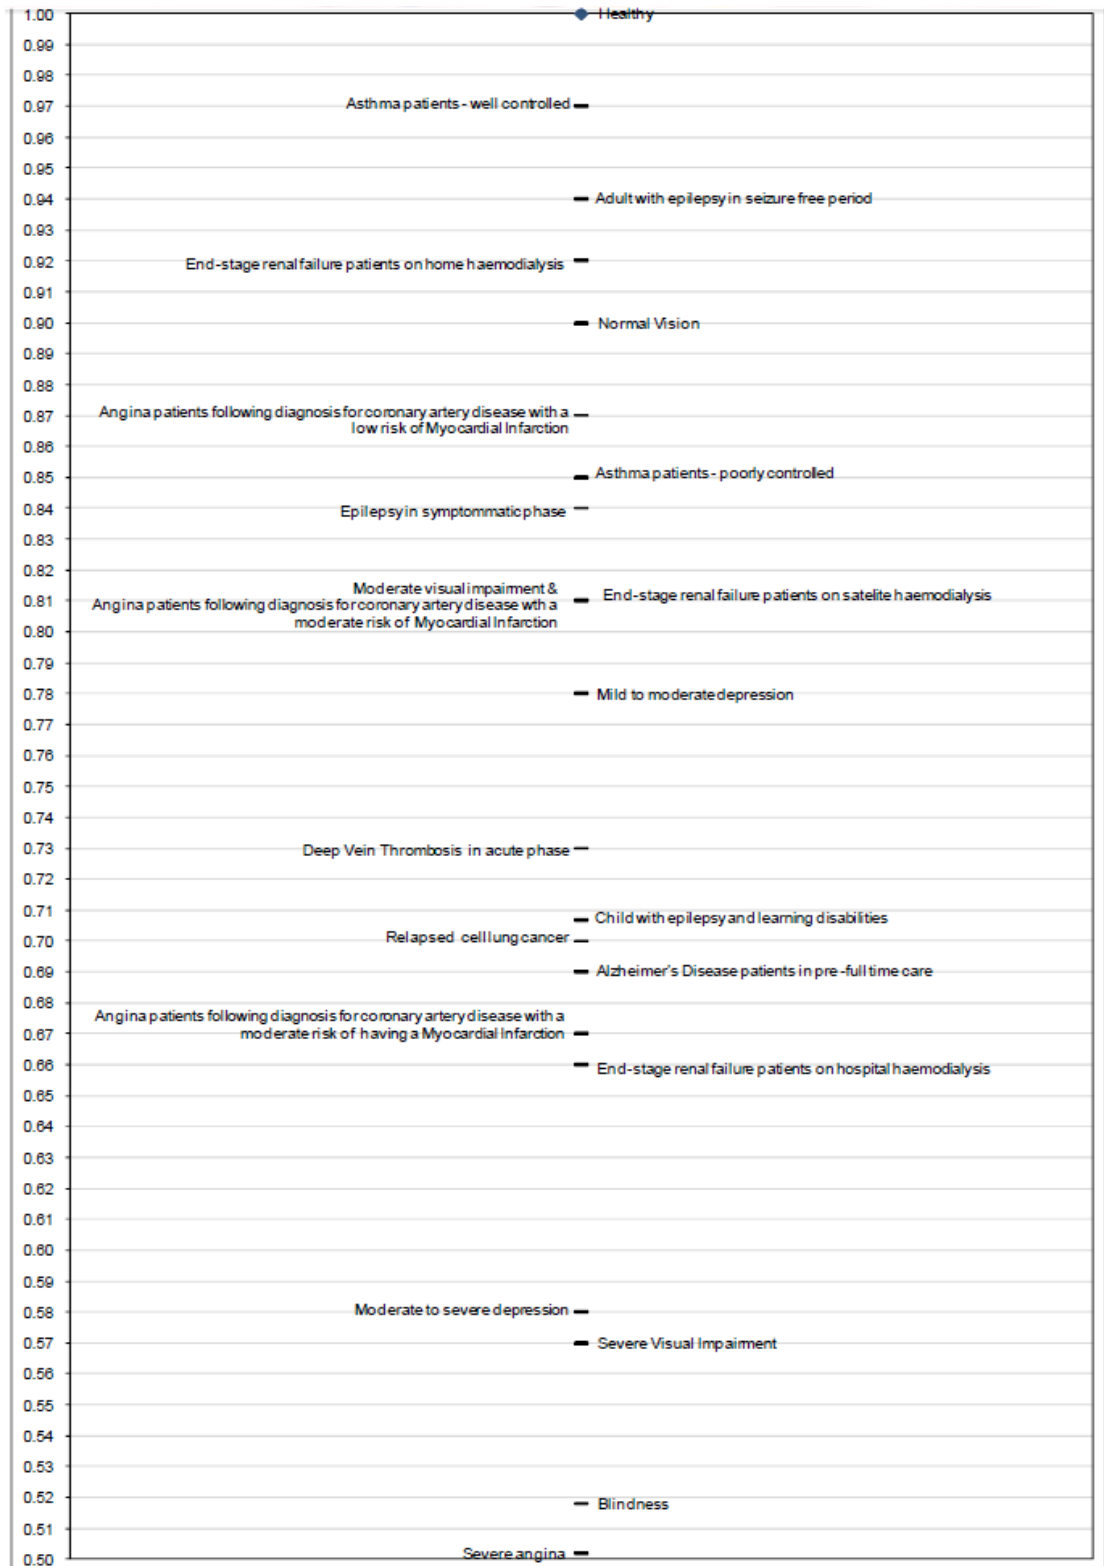 1.00
Healthy
0.99
0.98
0.97
Asthma patients - well controlled
0.96
0.95
0.94
Adult with epilepsy in seizure free period
0.93
0.92
End-stage renal failure patients on home haemodialysis
0.91
0.90
Normal Vision
0.89
0.88
0.87
Angina patients following diagnosis for coronary artery disease with a
low risk of Myocardial Infarction
0.86
0.85
Asthma patients - poorly controlled
0.84
Epilepsy in symptommatic phase
0.83
0.82
Moderate visual impairment &
0.81
Angina patients following diagnosis for coronary artery disease wth a
moderate risk of Myocardial Infarction
End-stage renal failure patients on satelite haemodialysis
0.80
0.79
0.78
Mild to moderate depression
0.77
0.76
0.75
0.74
0.73
Deep Vein Thrombosis in acute phase
0.72
0.71
Child with epilepsy and learning disabilities
0.70
Relapsed cell lung cancer
0.69
Alzheimer's Disease patients in pre-full time care
0.68
Angina patients following diagnosis for coronary artery disease with a
0.67
moderate risk of having a Myocardial Infarction
0.66
End-stage renal failure patients on hospital haemodialysis
0.65
0.64
0.63
0.62
0.61
0.60
0.59
0.58
Moderate to severe depression
0.57
Severe Visual Impairment
0.56
0.55
0.54
0.53
0.52
Blindness
0.51
Severe angina
0.50